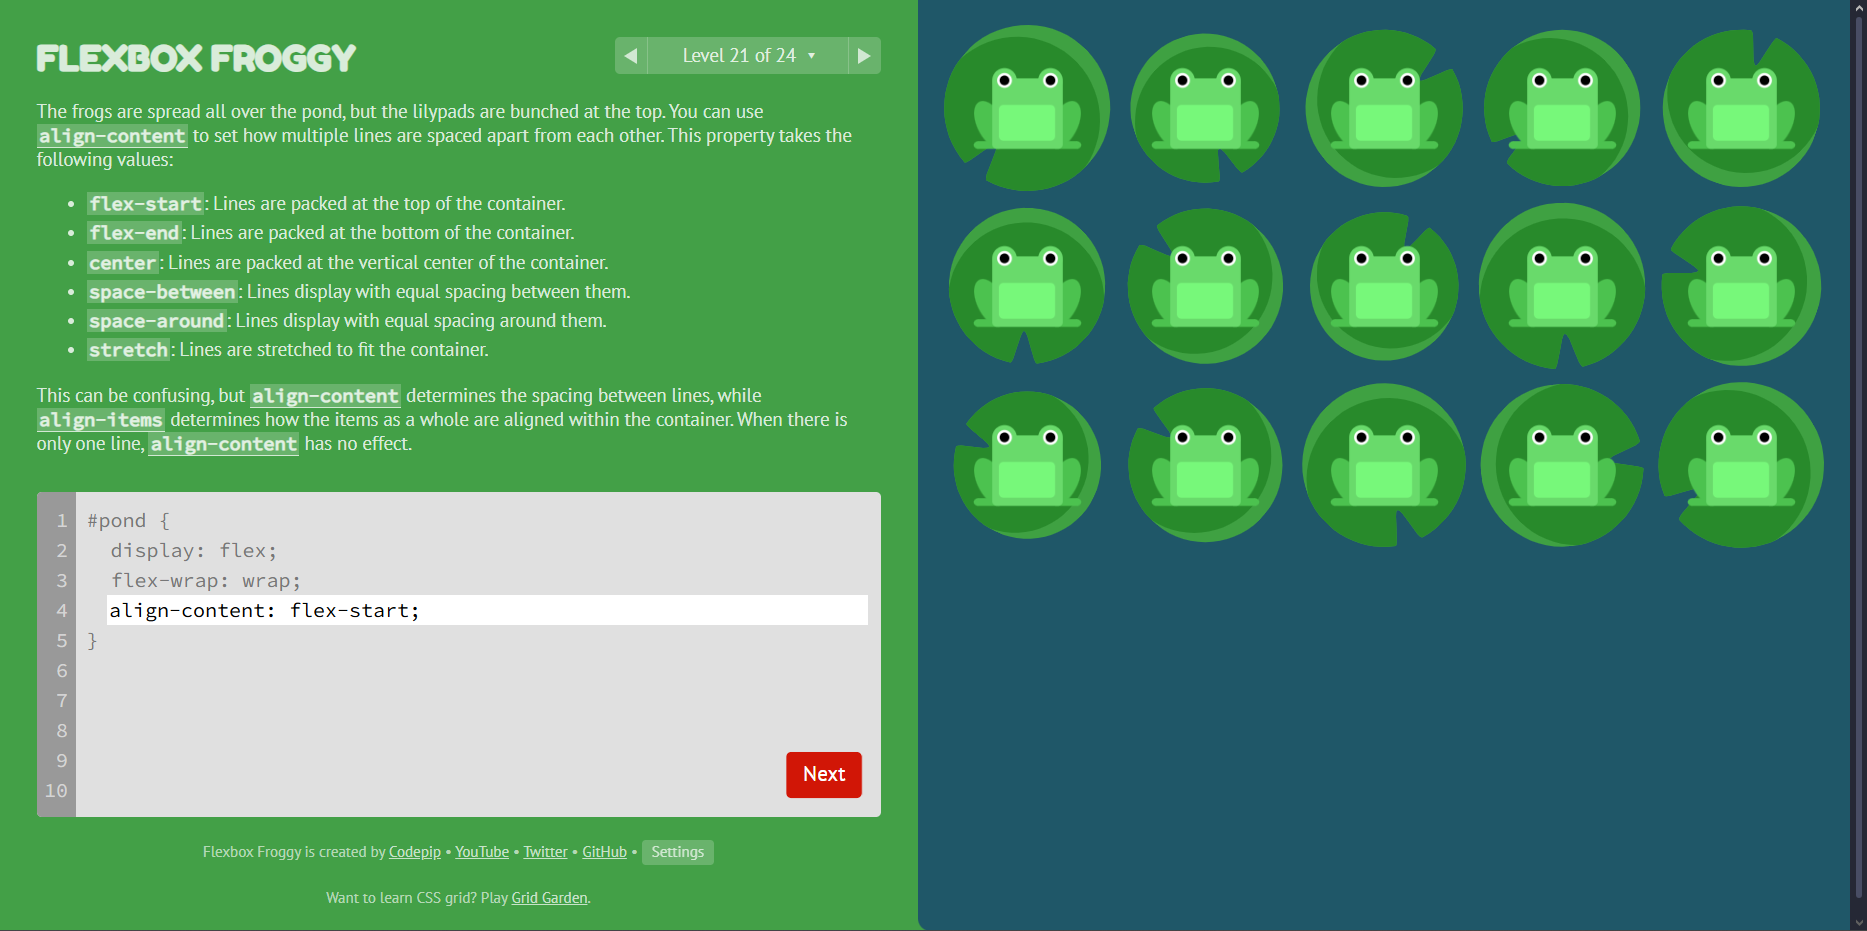 FLEXBOX FROGGY
◀ Level 21 of 24 ▾ ▶
The frogs are spread all over the pond, but the lilypads are bunched at the top. You can use
align-content to set how multiple lines are spaced apart from each other. This property takes the
following values:
• flex-start: Lines are packed at the top of the container.
• flex-end: Lines are packed at the bottom of the container.
• center: Lines are packed at the vertical center of the container.
• space-between: Lines display with equal spacing between them.
• space-around: Lines display with equal spacing around them.
• stretch: Lines are stretched to fit the container.
This can be confusing, but align-content determines the spacing between lines, while
align-items determines how the items as a whole are aligned within the container. When there is
only one line, align-content has no effect.
1 #pond {
2 display: flex;
3 flex-wrap: wrap;
4 align-content: flex-start;
5 }
6
7
8
9
10
Next
Flexbox Froggy is created by Codepip • YouTube • Twitter • GitHub • Settings
Want to learn CSS grid? Play Grid Garden.